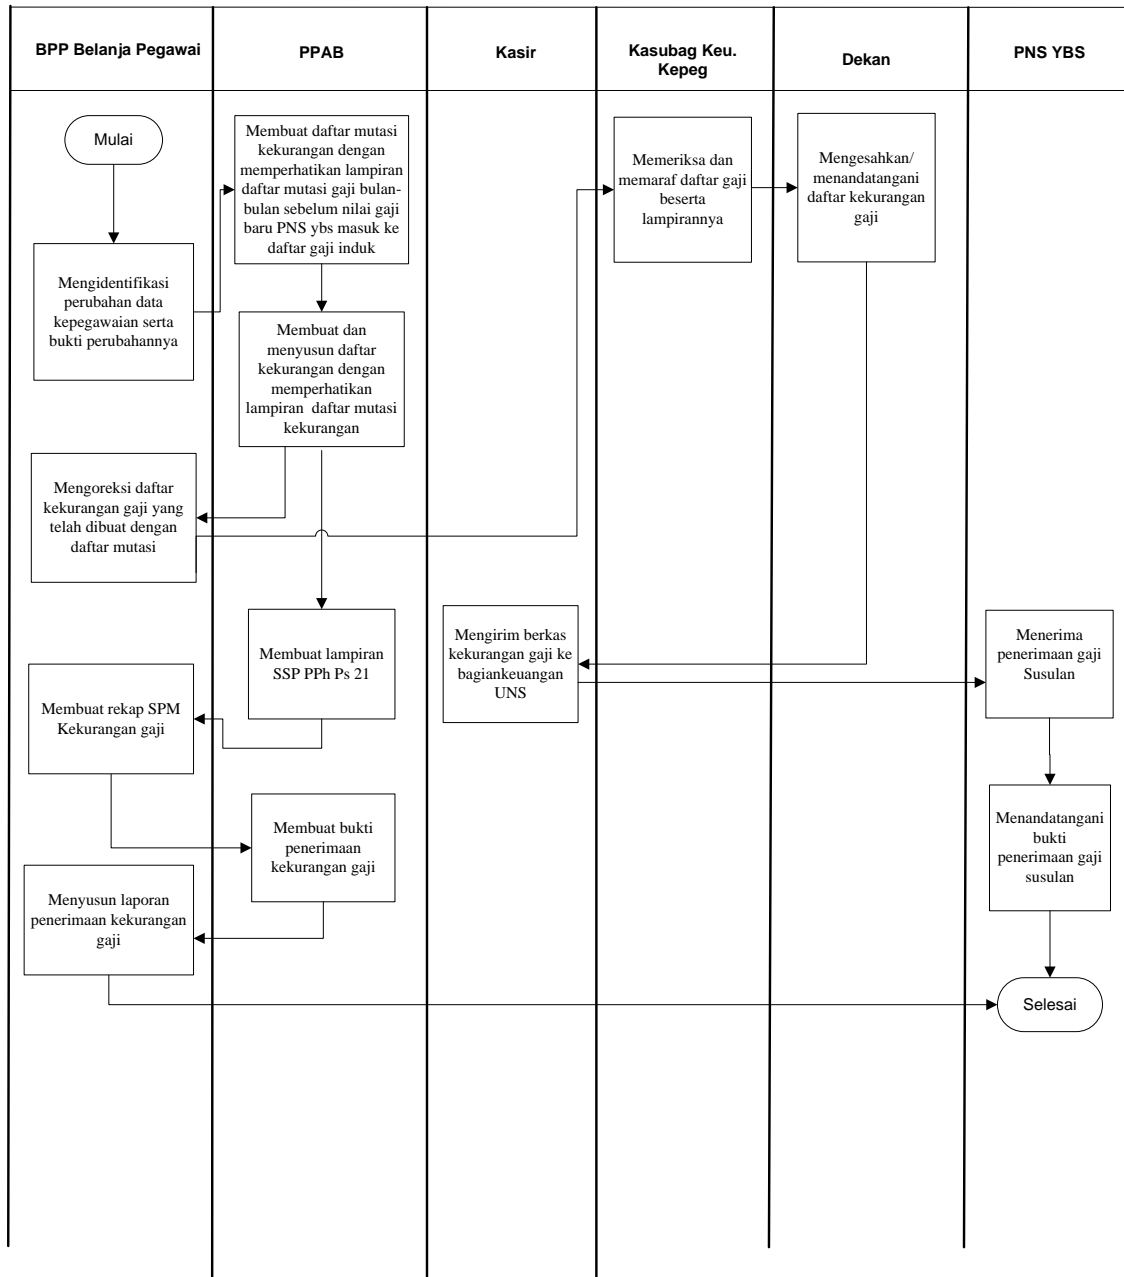 BPP Belanja Pegawai
PPAB
Kasir
Kasubag Keu.
Kepeg
Dekan
PNS YBS
Mulai
Membuat daftar mutasi
kekurangan dengan
memperhatikan lampiran
daftar mutasi gaji bulan-
bulan sebelum nilai gaji
baru PNS ybs masuk ke
daftar gaji induk
Memeriksa dan
memaraf daftar gaji
beserta
lampirannya
Mengesahkan/
menandatangani
daftar kekurangan
gaji
Mengidentifikasi
perubahan data
kepegawaian serta
bukti perubahannya
Membuat dan
menyusun daftar
kekurangan dengan
memperhatikan
lampiran daftar mutasi
kekurangan
Mengoreksi daftar
kekurangan gaji yang
telah dibuat dengan
daftar mutasi
Membuat lampiran
SSP PPh Ps 21
Mengirim berkas
kekurangan gaji ke
bagiankeuangan
UNS
Menerima
penerimaan gaji
Susulan
Membuat rekap SPM
Kekurangan gaji
Membuat bukti
penerimaan
kekurangan gaji
Menandatangani
bukti
penerimaan gaji
susulan
Menyusun laporan
penerimaan kekurangan
gaji
Selesai